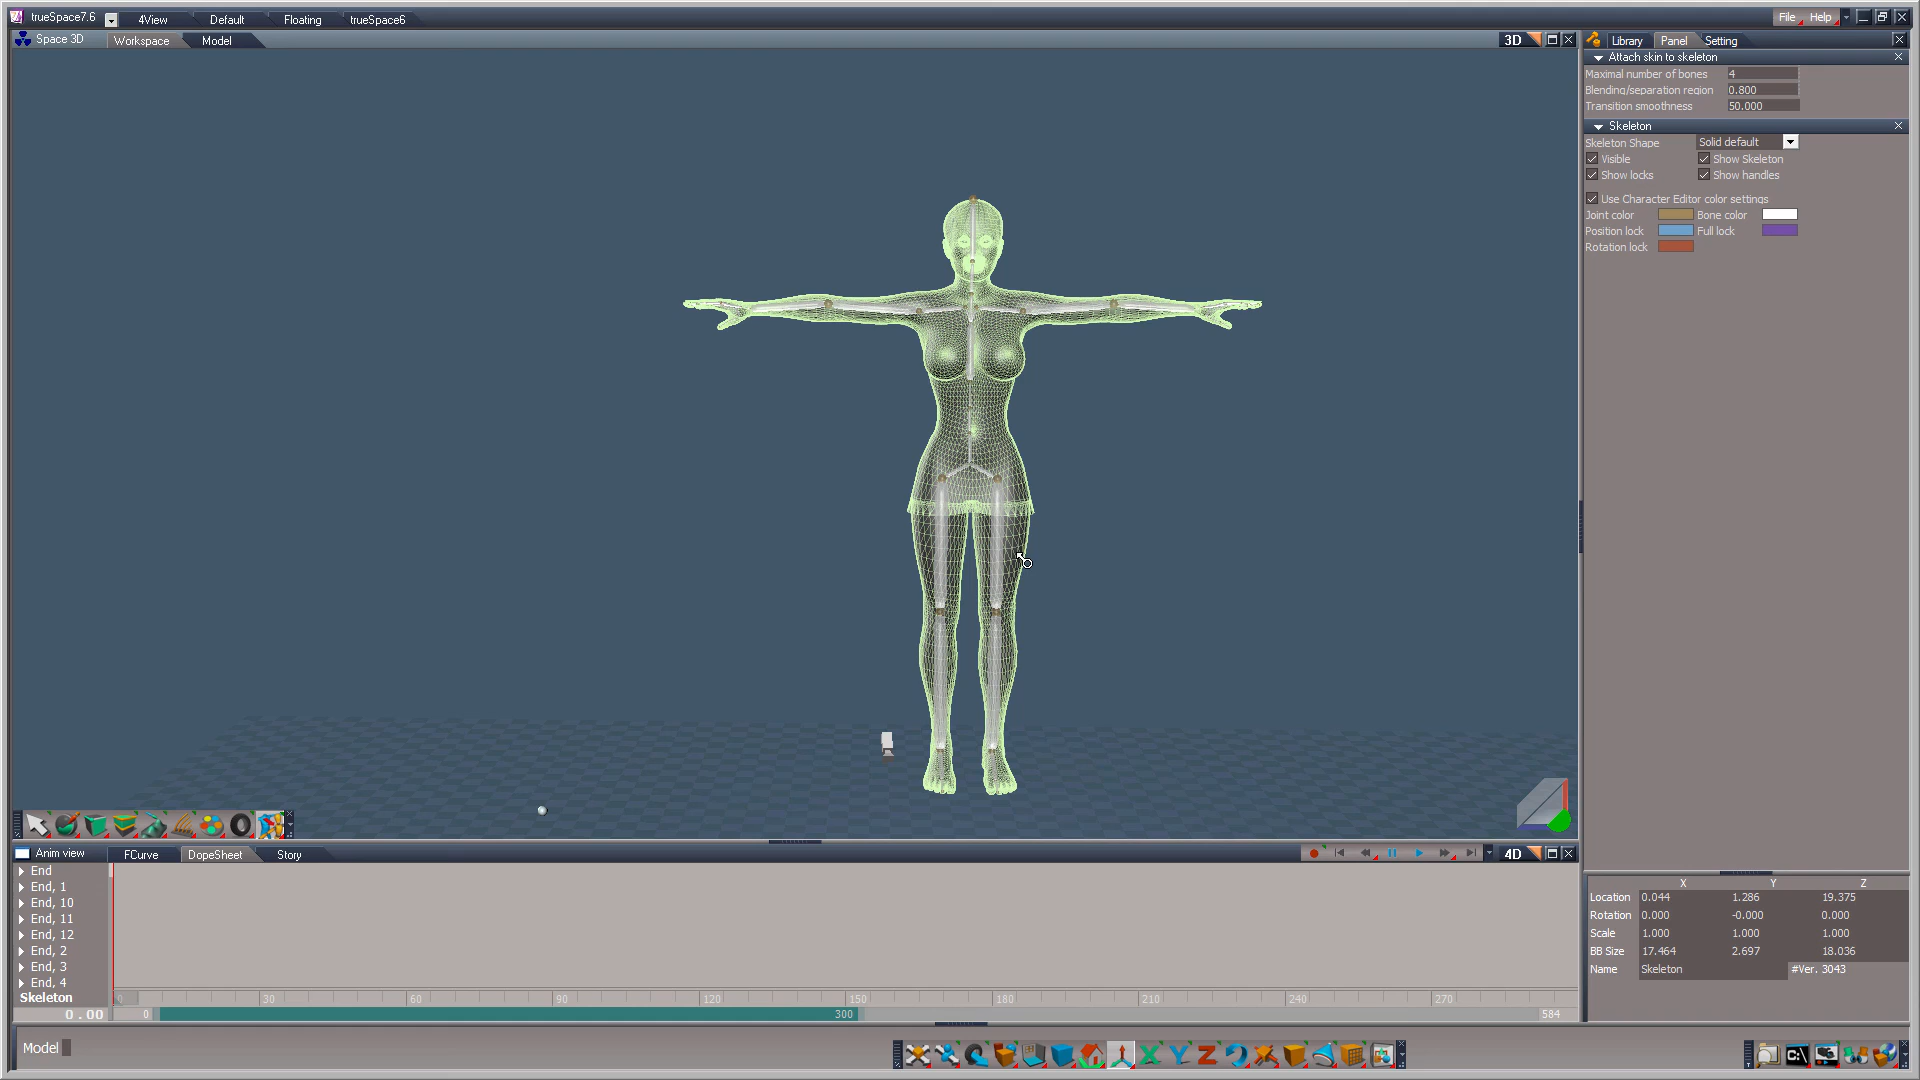 trueSpace7.6 4View Default Floating trueSpace6 File Help
Space 3D Workspace Model 3D
Library Panel Setting
Attach skin to skeleton
Maximal number of bones 4
Blending/separation region 0.800
Transition smoothness 50.000
Skeleton
Skeleton Shape Solid default
Visible Show Skeleton
Show locks Show handles
Use Character Editor color settings
Joint color Bone color
Position lock Full lock
Rotation lock
Anim view FCurve DopeSheet Story 4D
End
End, 1
End, 10
End, 11
End, 12
End, 2
End, 3
End, 4
Skeleton 0 30 60 90 120 150 180 210 240 270
0.00 0 300 584
X Y Z
Location 0.044 1.286 19.375
Rotation 0.000 -0.000 0.000
Scale 1.000 1.000 1.000
BB Size 17.464 2.697 18.036
Name Skeleton #Ver. 3043
Model
X Y Z
C:\